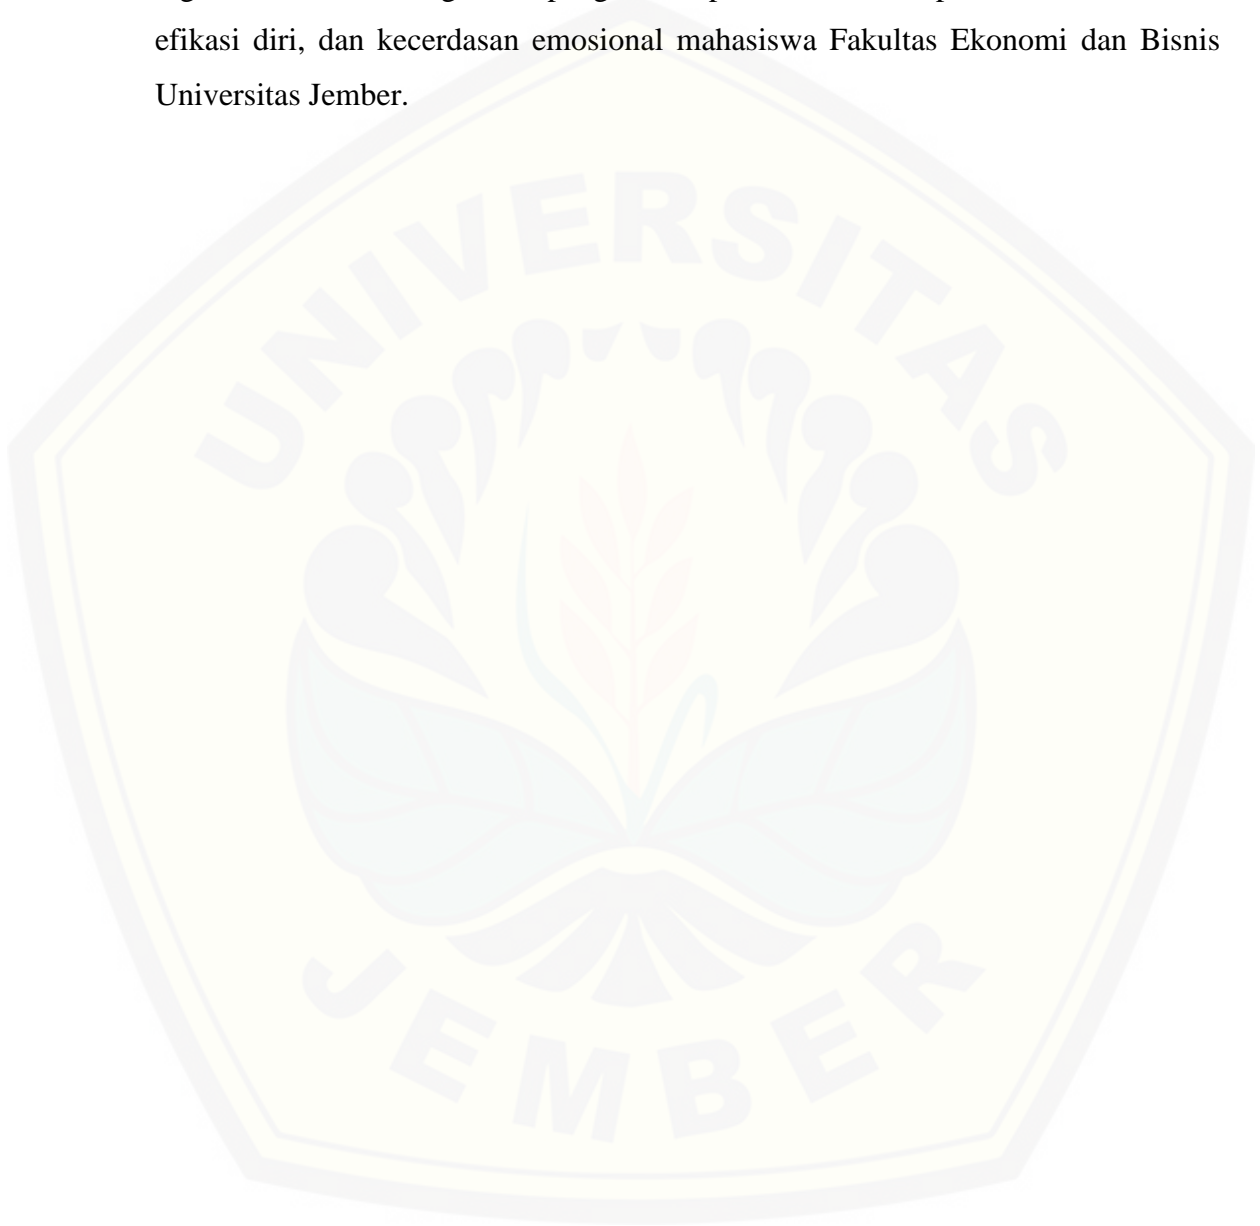 efikasi diri, dan kecerdasan emosional mahasiswa Fakultas Ekonomi dan Bisnis
Universitas Jember.
UNIVERSITAS
JEMBER